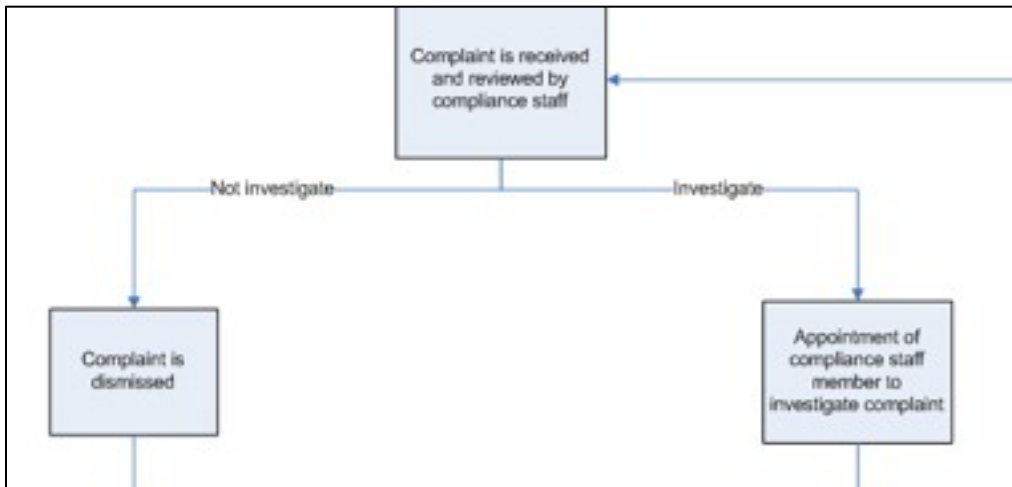 Complaint is received
and reviewed by
compliance staff
Not investigate
Investigate
Complaint is
dismissed
Appointment of
compliance staff
member to
investigate complaint